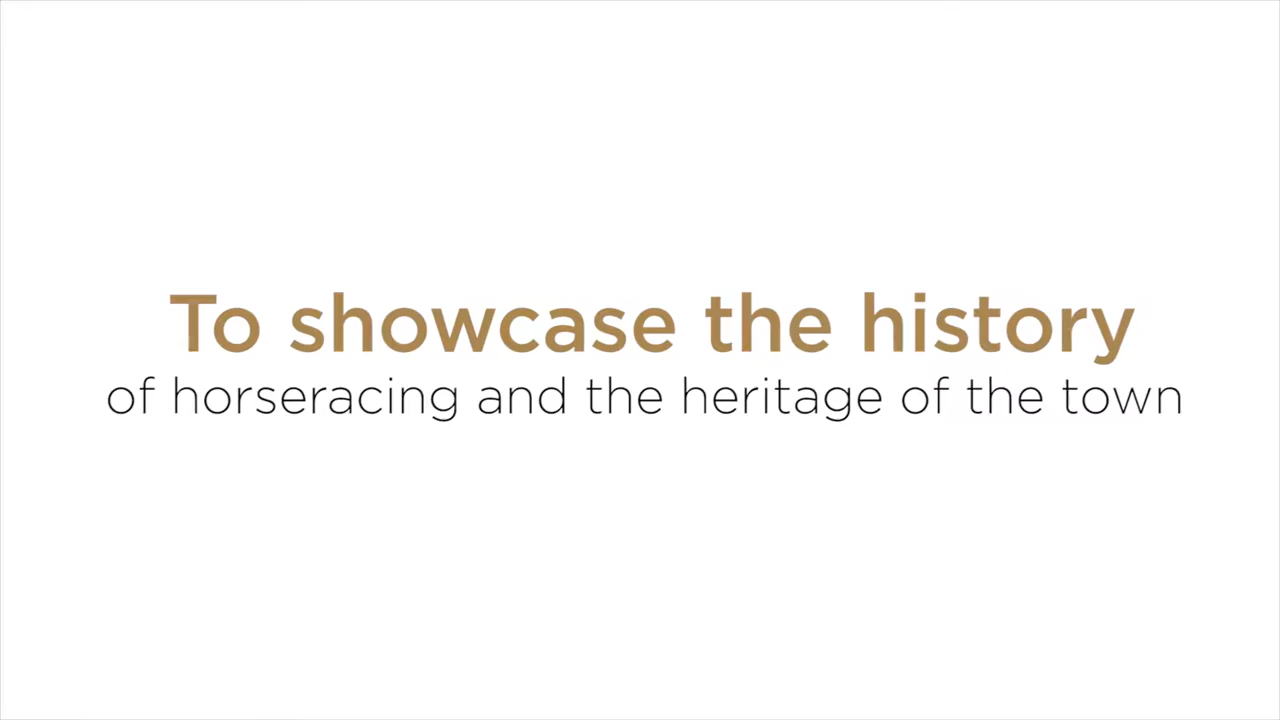 To showcase the history
of horseracing and the heritage of the town